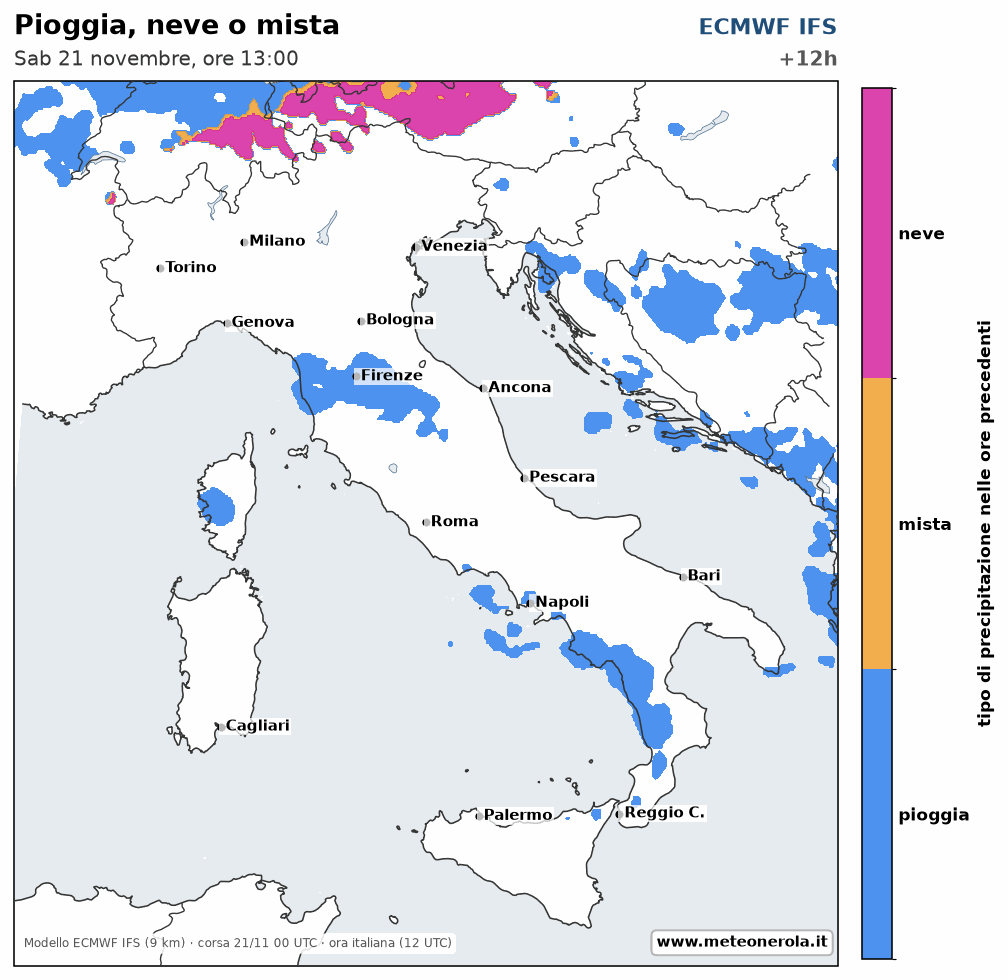 Pioggia, neve o mista
ECMWF IFS
Sab 21 novembre, ore 13:00
+12h
Milano
Venezia
Torino
Genova
Bologna
Firenze
Ancona
Pescara
Roma
Bari
Napoli
Cagliari
Palermo
Reggio C.
neve
mista
pioggia
tipo di precipitazione nelle ore precedenti
Modello ECMWF IFS (9 km) · corsa 21/11 00 UTC · ora italiana (12 UTC)
www.meteonerola.it